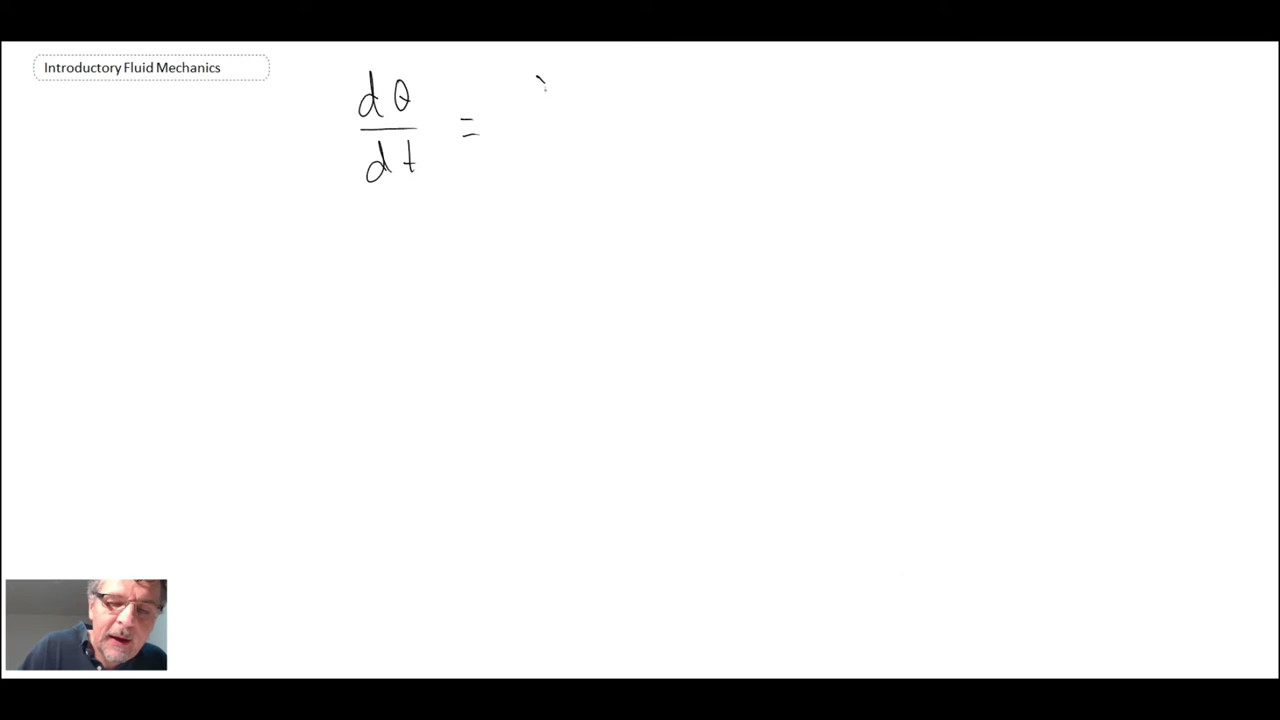 Introductory Fluid Mechanics
dθ
dt =